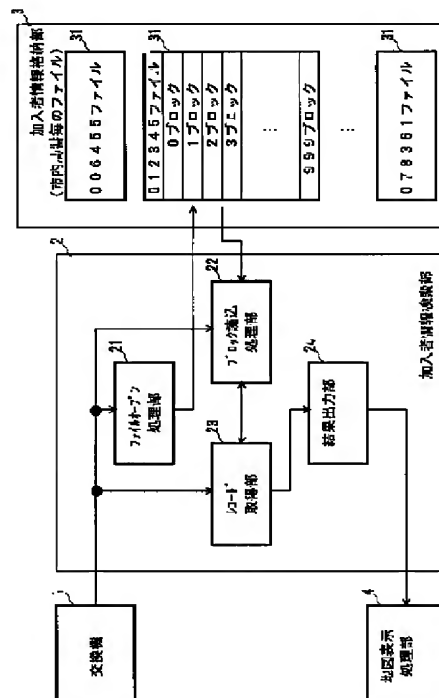 1
交換機
4
地図表示
処理部
2
21
ファイルオープン
処理部
22
ブロック読込
処理部
23
レコード
取得部
24
結果出力部
加入者情報検索部
3
加入者情報格納部
(市内局番毎のファイル)
31
006455ファイル
31
012345ファイル
0ブロック
1ブロック
2ブロック
3ブロック
…
999ブロック
…
31
078361ファイル